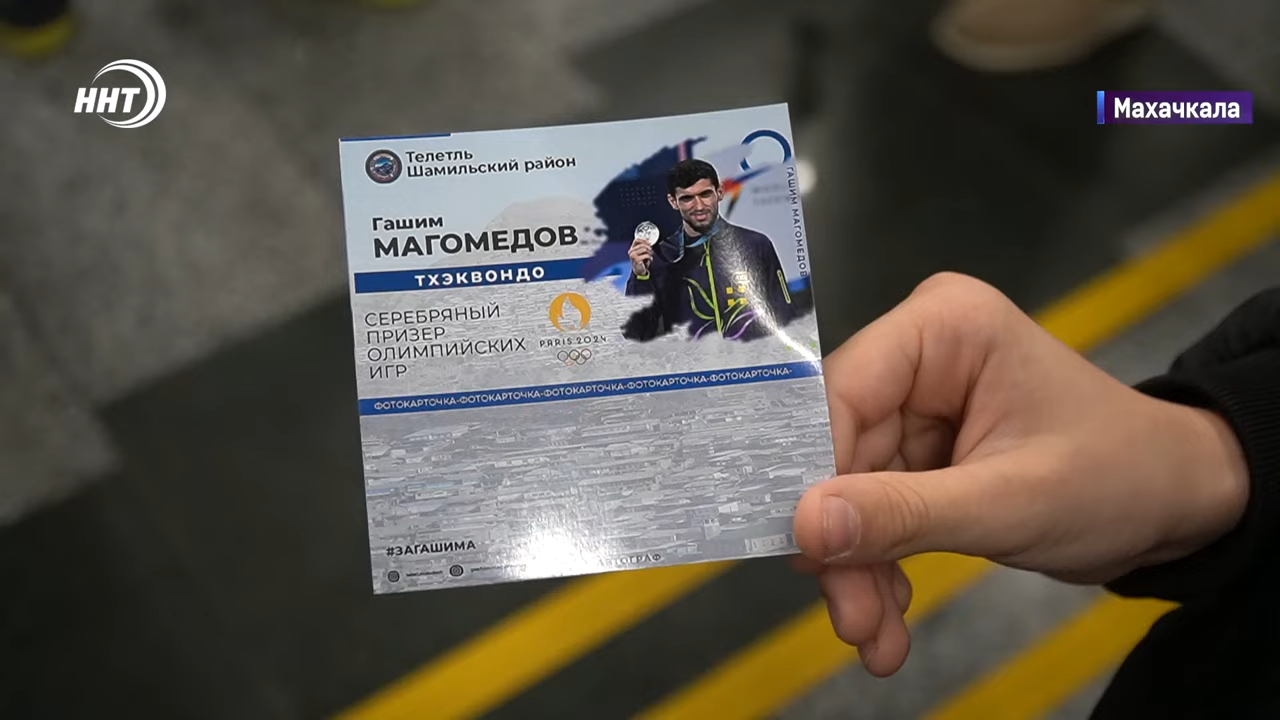 ННТ
Махачкала
Телетль
Шамильский район
Гашим
МАГОМЕДОВ
ТХЭКВОНДО
СЕРЕБРЯНЫЙ
ПРИЗЕР
ОЛИМПИЙСКИХ
ИГР
PARIS 2024
ГАШИМ МАГОМЕДОВ
ФОТОКАРТОЧКА-ФОТОКАРТОЧКА-ФОТОКАРТОЧКА-ФОТОКАРТОЧКА-
#ЗАГАШИМА
АВТОГРАФ